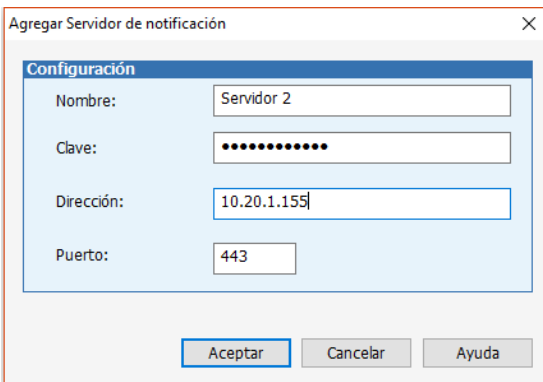 Agregar Servidor de notificación
Configuración
Nombre: Servidor 2
Clave: ••••••••••••
Dirección: 10.20.1.155
Puerto: 443
Aceptar Cancelar Ayuda